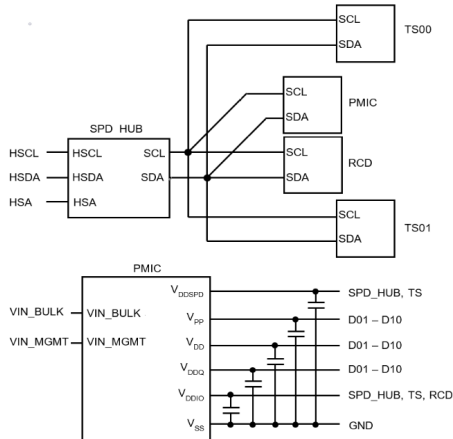 SCL
SDA
TS00
SCL
SDA
PMIC
SPD_HUB
HSCL
HSCL
SCL
SCL
SDA
RCD
HSDA
HSDA
SDA
HSA
HSA
SCL
SDA
TS01
PMIC
VDDSPD
SPD_HUB, TS
VIN_BULK
VIN_BULK
VPP
D01 – D10
VIN_MGMT
VIN_MGMT
VDD
D01 – D10
VDDQ
D01 – D10
VDDIO
SPD_HUB, TS, RCD
VSS
GND